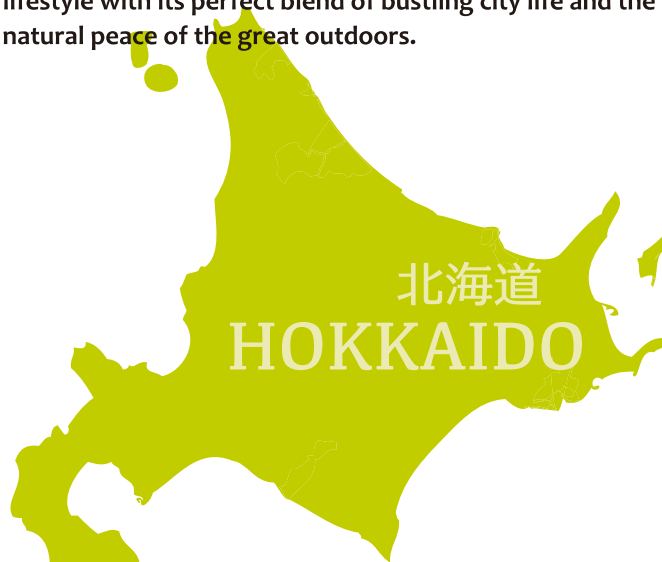 lifestyle with its perfect blend of bustling city life and the
natural peace of the great outdoors.
北海道
HOKKAIDO